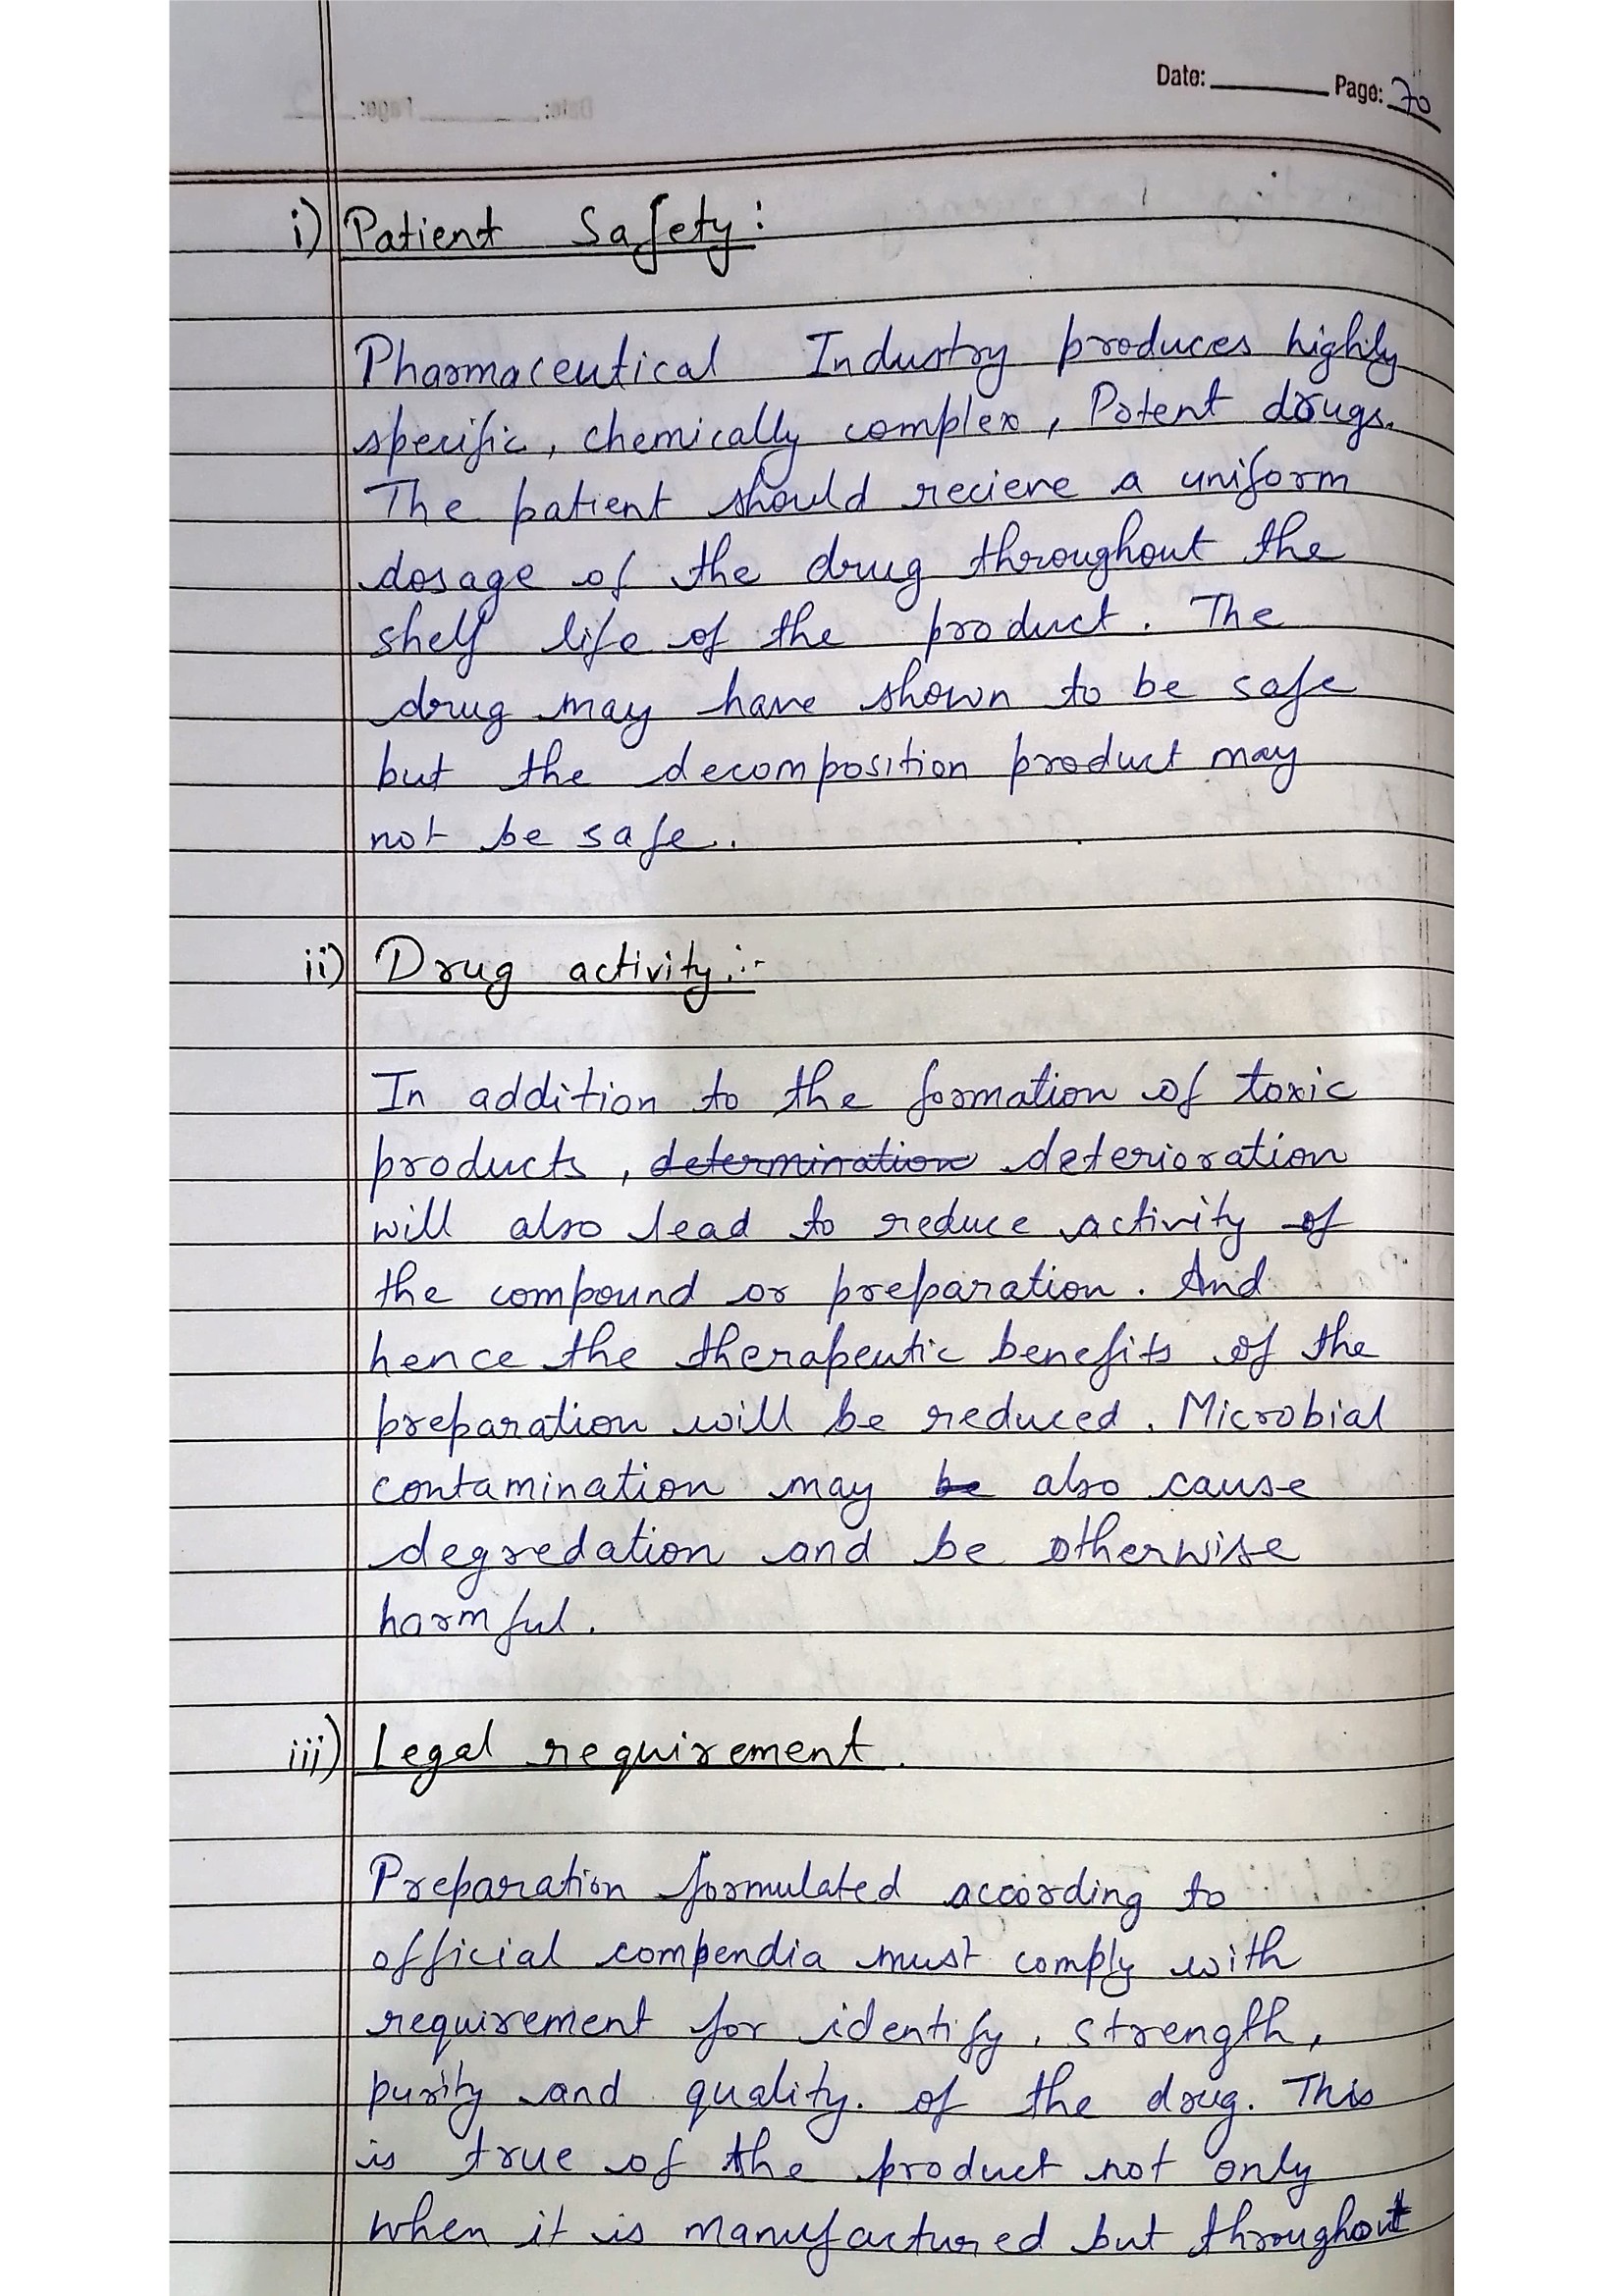 Date: ________ Page: 70
i) Patient Safety:
Pharmaceutical Industry produces highly
specific, chemically complex, Potent drugs.
The patient should recieve a uniform
dosage of the drug throughout the
shelf life of the product. The
drug may have shown to be safe
but the decomposition product may
not be safe..
ii) Drug activity:-
In addition to the formation of toxic
products, determination deterioration
will also lead to reduce activity of
the compound or preparation. And
hence the therapeutic benefits of the
preparation will be reduced. Microbial
contamination may be also cause
degredation and be otherwise
harmful.
iii) Legal requirement.
Preparation formulated according to
official compendia must comply with
requirement for identify, strength,
purity and quality. of the drug. This
is true of the product not only
when it is manufactured but throughout